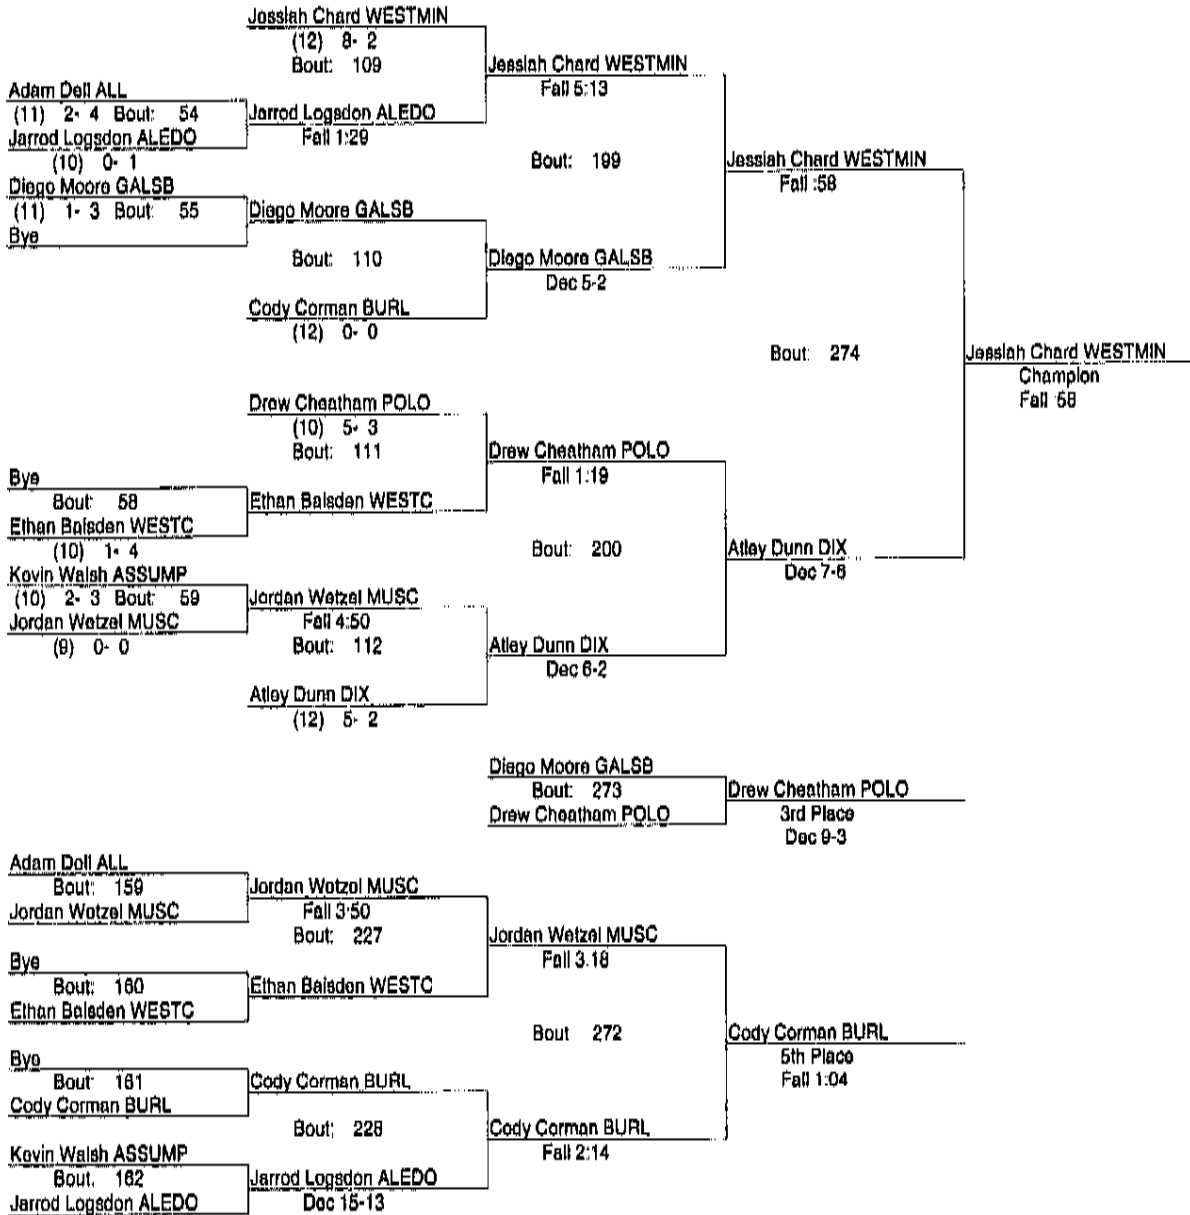 Jossiah Chard WESTMIN
(12) 8- 2
Bout: 109
Adam Doll ALL
(11) 2- 4 Bout: 54
Jarrod Logsdon ALEDO
(10) 0- 1
Jarrod Logsdon ALEDO
Fall 1:29
Jessiah Chard WESTMIN
Fall 5:13
Diego Moore GALSB
(11) 1- 3 Bout: 55
Bye
Diego Moore GALSB
Bout: 110
Cody Corman BURL
(12) 0- 0
Diego Moore GALSB
Dec 5-2
Bout: 199
Jessiah Chard WESTMIN
Fall :58
Drew Cheatham POLO
(10) 5- 3
Bout: 111
Bye
Bout: 58
Ethan Baisden WESTC
(10) 1- 4
Ethan Baisden WESTC
Drew Cheatham POLO
Fall 1:19
Kevin Walsh ASSUMP
(10) 2- 3 Bout: 59
Jordan Wetzel MUSC
(9) 0- 0
Jordan Wetzel MUSC
Fall 4:50
Bout: 112
Atley Dunn DIX
(12) 5- 2
Atley Dunn DIX
Dec 6-2
Bout: 200
Atley Dunn DIX
Dec 7-6
Bout: 274
Jessiah Chard WESTMIN
Champion
Fall :58
Diego Moore GALSB
Bout: 273
Drew Cheatham POLO
Drew Cheatham POLO
3rd Place
Dec 9-3
Adam Doll ALL
Bout: 159
Jordan Wetzel MUSC
Jordan Wetzel MUSC
Fall 3:50
Bout: 227
Bye
Bout: 160
Ethan Baisden WESTC
Ethan Baisden WESTC
Jordan Wetzel MUSC
Fall 3:18
Bye
Bout: 161
Cody Corman BURL
Cody Corman BURL
Bout: 228
Kevin Walsh ASSUMP
Bout: 162
Jarrod Logsdon ALEDO
Jarrod Logsdon ALEDO
Dec 15-13
Cody Corman BURL
Fall 2:14
Bout 272
Cody Corman BURL
5th Place
Fall 1:04